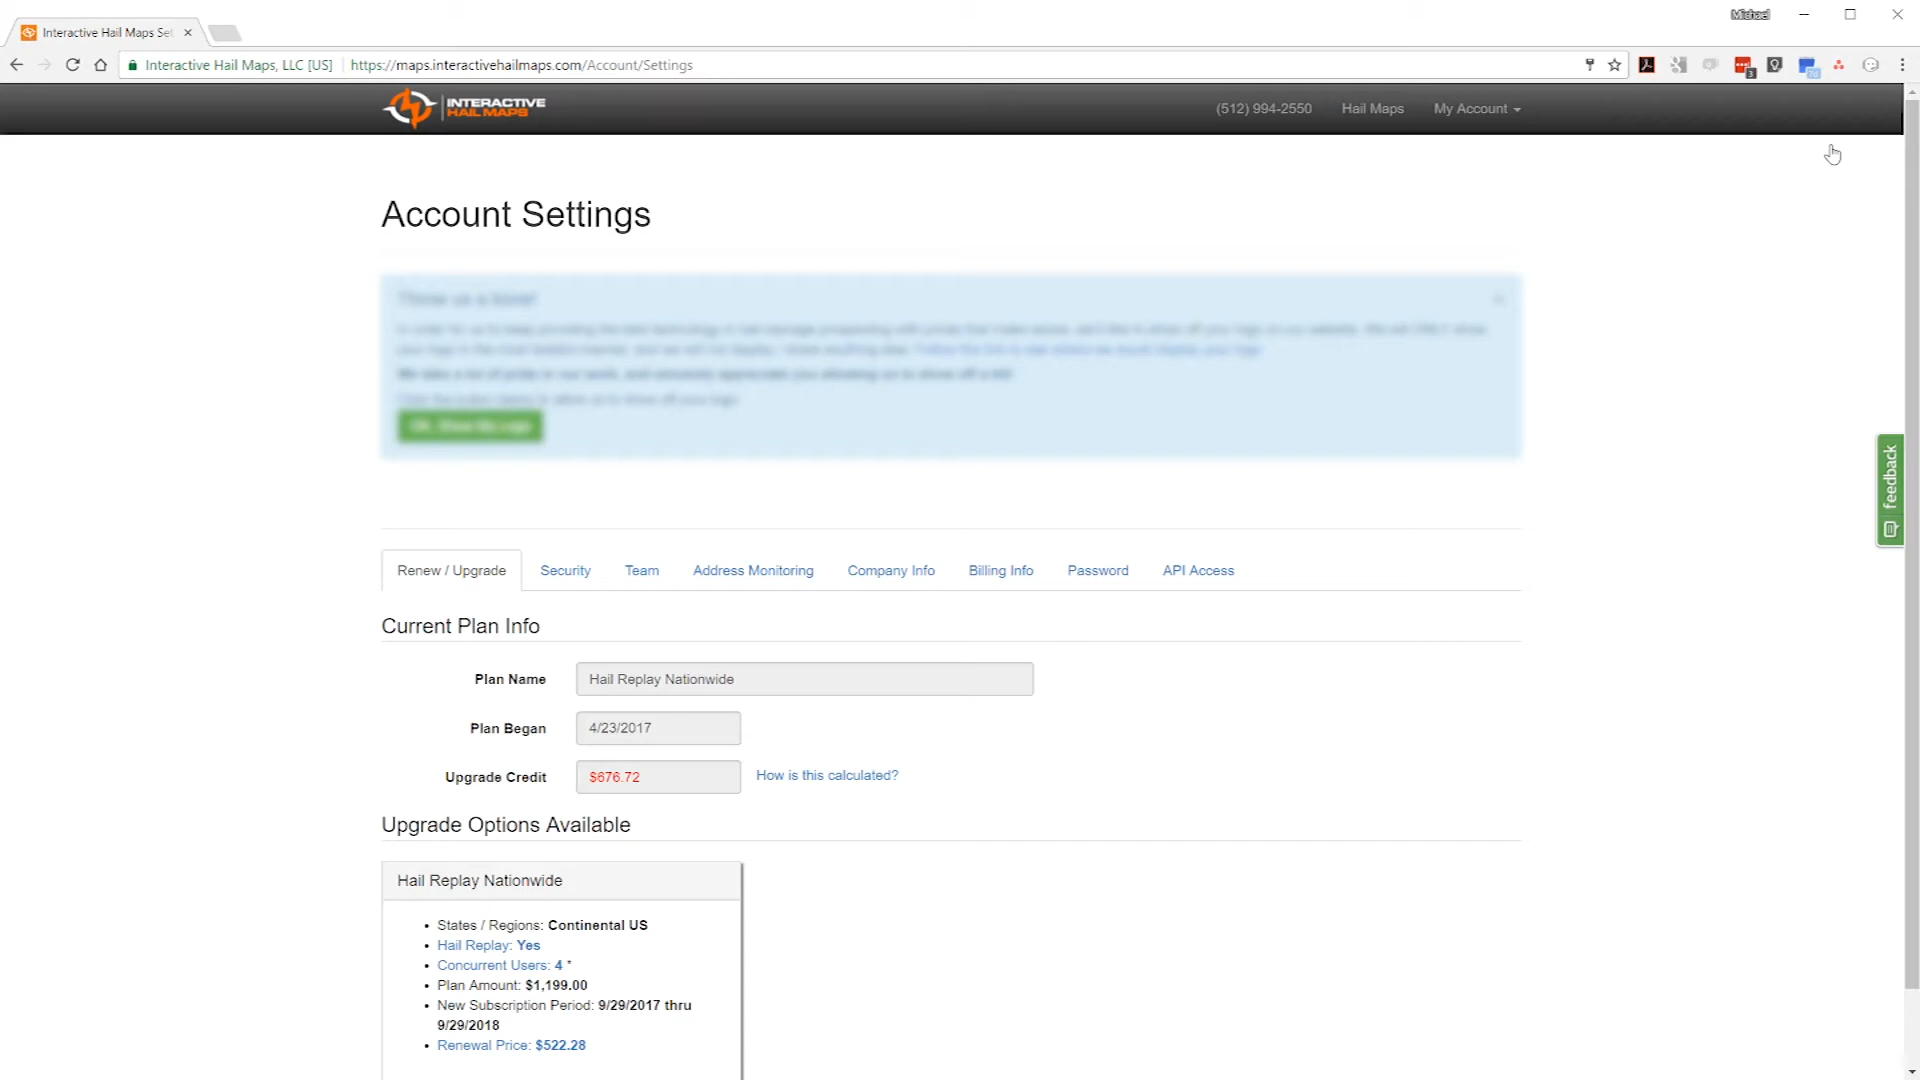 Michael
Interactive Hail Maps Set
Interactive Hail Maps, LLC [US] https://maps.interactivehailmaps.com/Account/Settings
3
7d
INTERACTIVE
HAIL MAPS
(512) 994-2550 Hail Maps My Account
Account Settings
feedback
Renew / Upgrade Security Team Address Monitoring Company Info Billing Info Password API Access
Current Plan Info
Plan Name Hail Replay Nationwide
Plan Began 4/23/2017
Upgrade Credit $676.72 How is this calculated?
Upgrade Options Available
Hail Replay Nationwide
• States / Regions: Continental US
• Hail Replay: Yes
• Concurrent Users: 4 *
• Plan Amount: $1,199.00
• New Subscription Period: 9/29/2017 thru
9/29/2018
• Renewal Price: $522.28